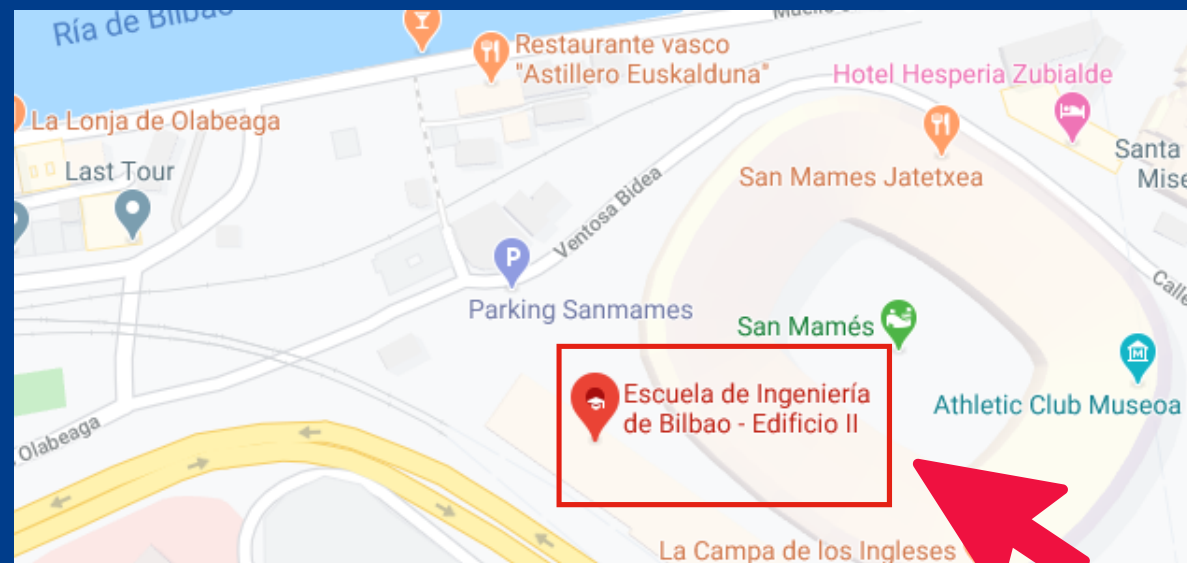 Ría de Bilbao
Restaurante vasco
"Astillero Euskalduna"
Hotel Hesperia Zubialde
La Lonja de Olabeaga
Last Tour
Santa
San Mames Jatetxea
Ventosa Bidea
P
Parking Sanmames
Calle
San Mamés
M
Escuela de Ingeniería
de Bilbao - Edificio II
Athletic Club Museoa
Olabeaga
La Campa de los Ingleses